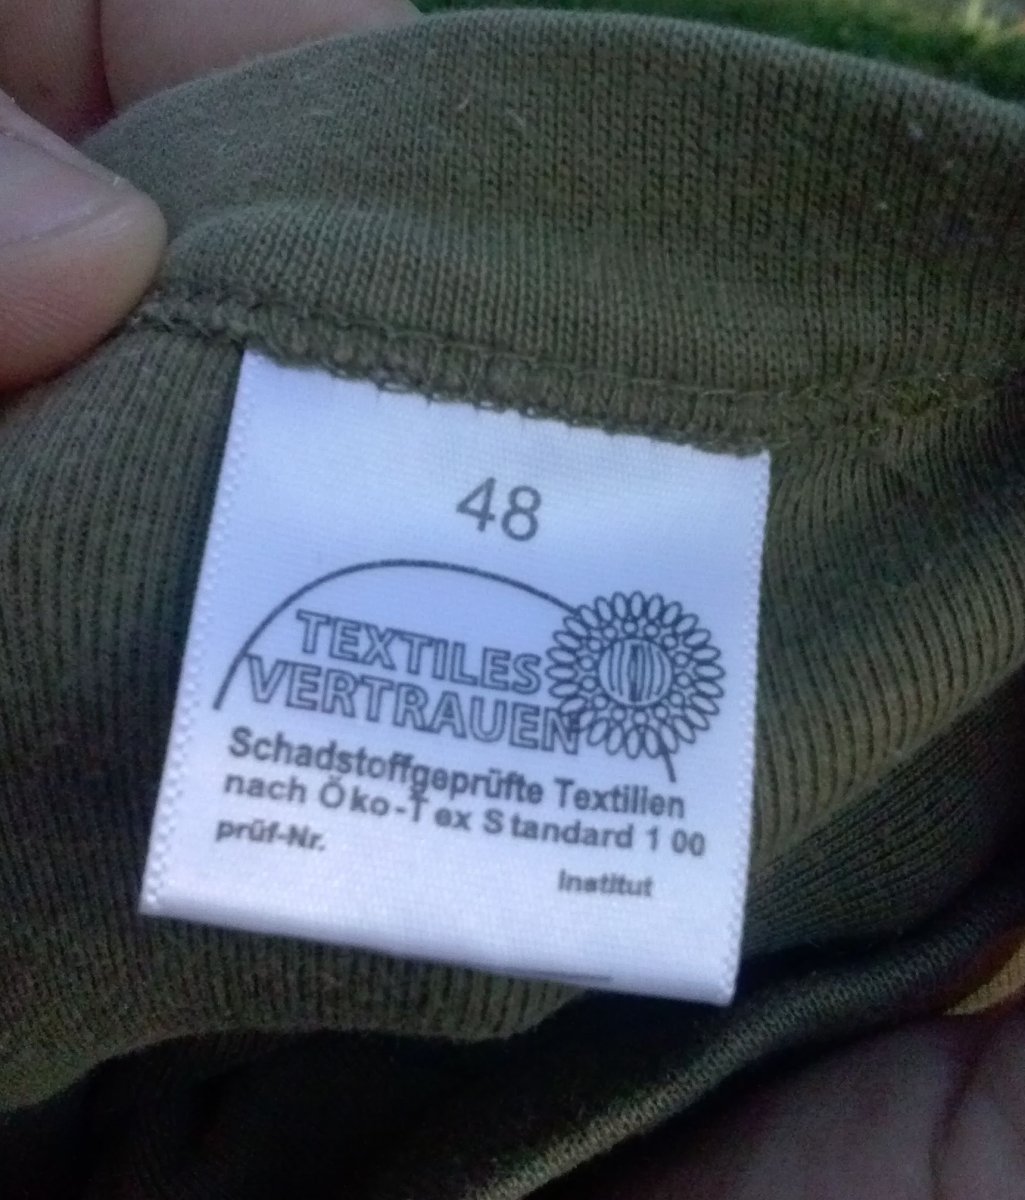 48
TEXTILES
VERTRAUEN
Schadstoffgeprüfte Textilien
nach Öko-Tex Standard 1 00
prüf-Nr.
Institut